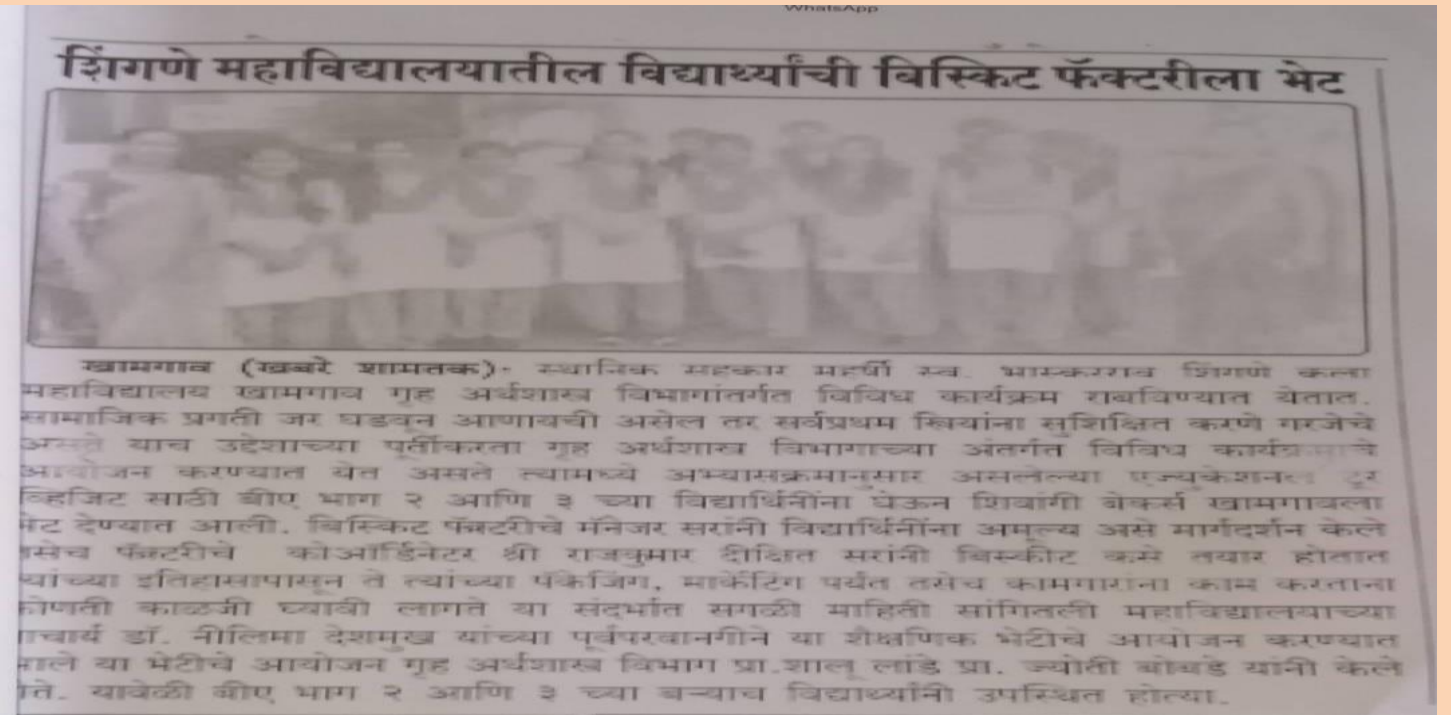 WhatsApp
शिंगणे महाविद्यालयातील विद्यार्थ्यांची बिस्किट फॅक्टरीला भेट
खामगाव (खबरे शामतक)- स्थानिक सहकार महर्षी स्व. भास्करराव शिंगणे कला
महाविद्यालय खामगाव गृह अर्थशास्त्र विभागांतर्गत विविध कार्यक्रम राबविण्यात येतात.
सामाजिक प्रगती जर घडवून आणायची असेल तर सर्वप्रथम स्त्रियांना सुशिक्षित करणे गरजेचे
असते याच उद्देशाच्या पूर्तीकरता गृह अर्थशास्त्र विभागाच्या अंतर्गत विविध
आयोजन करण्यात येत असते त्यामध्ये अभ्यासक्रमानुसार असलेल्या एज्युकेशनल टूर
व्हिजिट साठी बीए भाग २ आणि ३ च्या विद्यार्थिनींना घेऊन शिवांगी बेकर्स खामगावला
भेट देण्यात आली. बिस्किट फॅक्टरीचे मॅनेजर सरांनी विद्यार्थिनींना अमूल्य असे मार्गदर्शन केले
तसेच फॅक्टरीचे कोऑर्डिनेटर श्री राजकुमार दीक्षित सरांनी बिस्कीट कसे तयार होतात
त्यांच्या इतिहासापासून ते त्यांच्या पॅकेजिंग, मार्केटिंग पर्यंत तसेच कामगारांना काम करताना
कोणती काळजी घ्यावी लागते या संदर्भात सगळी माहिती सांगितली महाविद्यालयाच्या
प्राचार्य डॉ. नीलिमा देशमुख यांच्या पूर्वपरवानगीने या शैक्षणिक भेटीचे आयोजन करण्यात
आले या भेटीचे आयोजन गृह अर्थशास्त्र विभाग प्रा.शालू लांडे प्रा. ज्योती बोबडे यांनी केले
होते. यावेळी बीए भाग २ आणि ३ च्या बऱ्याच विद्यार्थ्यांनी उपस्थित होत्या.